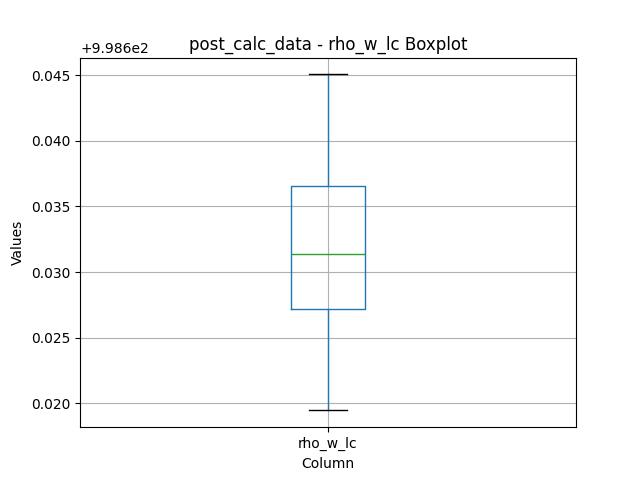 post_calc_data - rho_w_lc Boxplot
+9.986e2
0.045
0.040
0.035
0.030
0.025
0.020
Values
rho_w_lc
Column